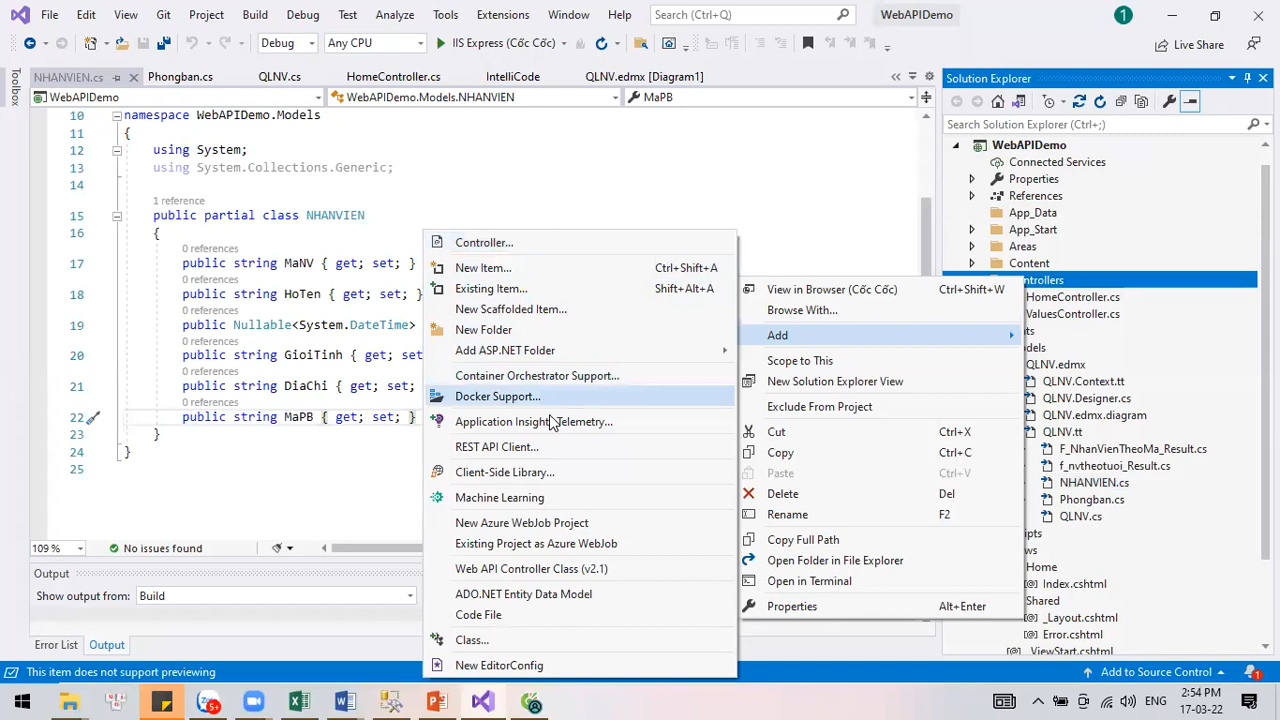 File Edit View Git Project Build Debug Test Analyze Tools Extensions Window Help Search (Ctrl+Q) WebAPIDemo 1
Debug Any CPU IIS Express (Cốc Cốc) Live Share
Toolbox
NHANVIEN.cs Phongban.cs QLNV.cs HomeController.cs IntelliCode QLNV.edmx [Diagram1]
WebAPIDemo WebAPIDemo.Models.NHANVIEN MaPB
10 namespace WebAPIDemo.Models
11 {
12 using System;
13 using System.Collections.Generic;
14
1 reference
15 public partial class NHANVIEN
16 {
0 references
17 public string MaNV { get; set; }
0 references
18 public string HoTen { get; set; }
0 references
19 public Nullable<System.DateTime>
0 references
20 public string GioiTinh { get; set;
0 references
21 public string DiaChi { get; set;
0 references
22 public string MaPB { get; set; }
23 }
24 }
25
109 % No issues found
Output
Show output from: Build
Error List Output
Controller...
New Item... Ctrl+Shift+A
Existing Item... Shift+Alt+A
New Scaffolded Item...
New Folder
Add ASP.NET Folder
Container Orchestrator Support...
Docker Support...
Application Insights Telemetry...
REST API Client...
Client-Side Library...
Machine Learning
New Azure WebJob Project
Existing Project as Azure WebJob
Web API Controller Class (v2.1)
ADO.NET Entity Data Model
Code File
Class...
New EditorConfig
View in Browser (Cốc Cốc) Ctrl+Shift+W
Browse With...
Add
Scope to This
New Solution Explorer View
Exclude From Project
Cut Ctrl+X
Copy Ctrl+C
Paste Ctrl+V
Delete Del
Rename F2
Copy Full Path
Open Folder in File Explorer
Open in Terminal
Properties Alt+Enter
Solution Explorer
Search Solution Explorer (Ctrl+;)
WebAPIDemo
Connected Services
Properties
References
App_Data
App_Start
Areas
Content
ntrollers
HomeController.cs
ValuesController.cs
nts
dels
QLNV.edmx
QLNV.Context.tt
QLNV.Designer.cs
QLNV.edmx.diagram
QLNV.tt
F_NhanVienTheoMa_Result.cs
f_nvtheotuoi_Result.cs
NHANVIEN.cs
Phongban.cs
QLNV.cs
ipts
ws
Home
Index.cshtml
Shared
_Layout.cshtml
Error.cshtml
_ViewStart.cshtml
This item does not support previewing Add to Source Control 1
5+ ENG 2:54 PM
17-03-22